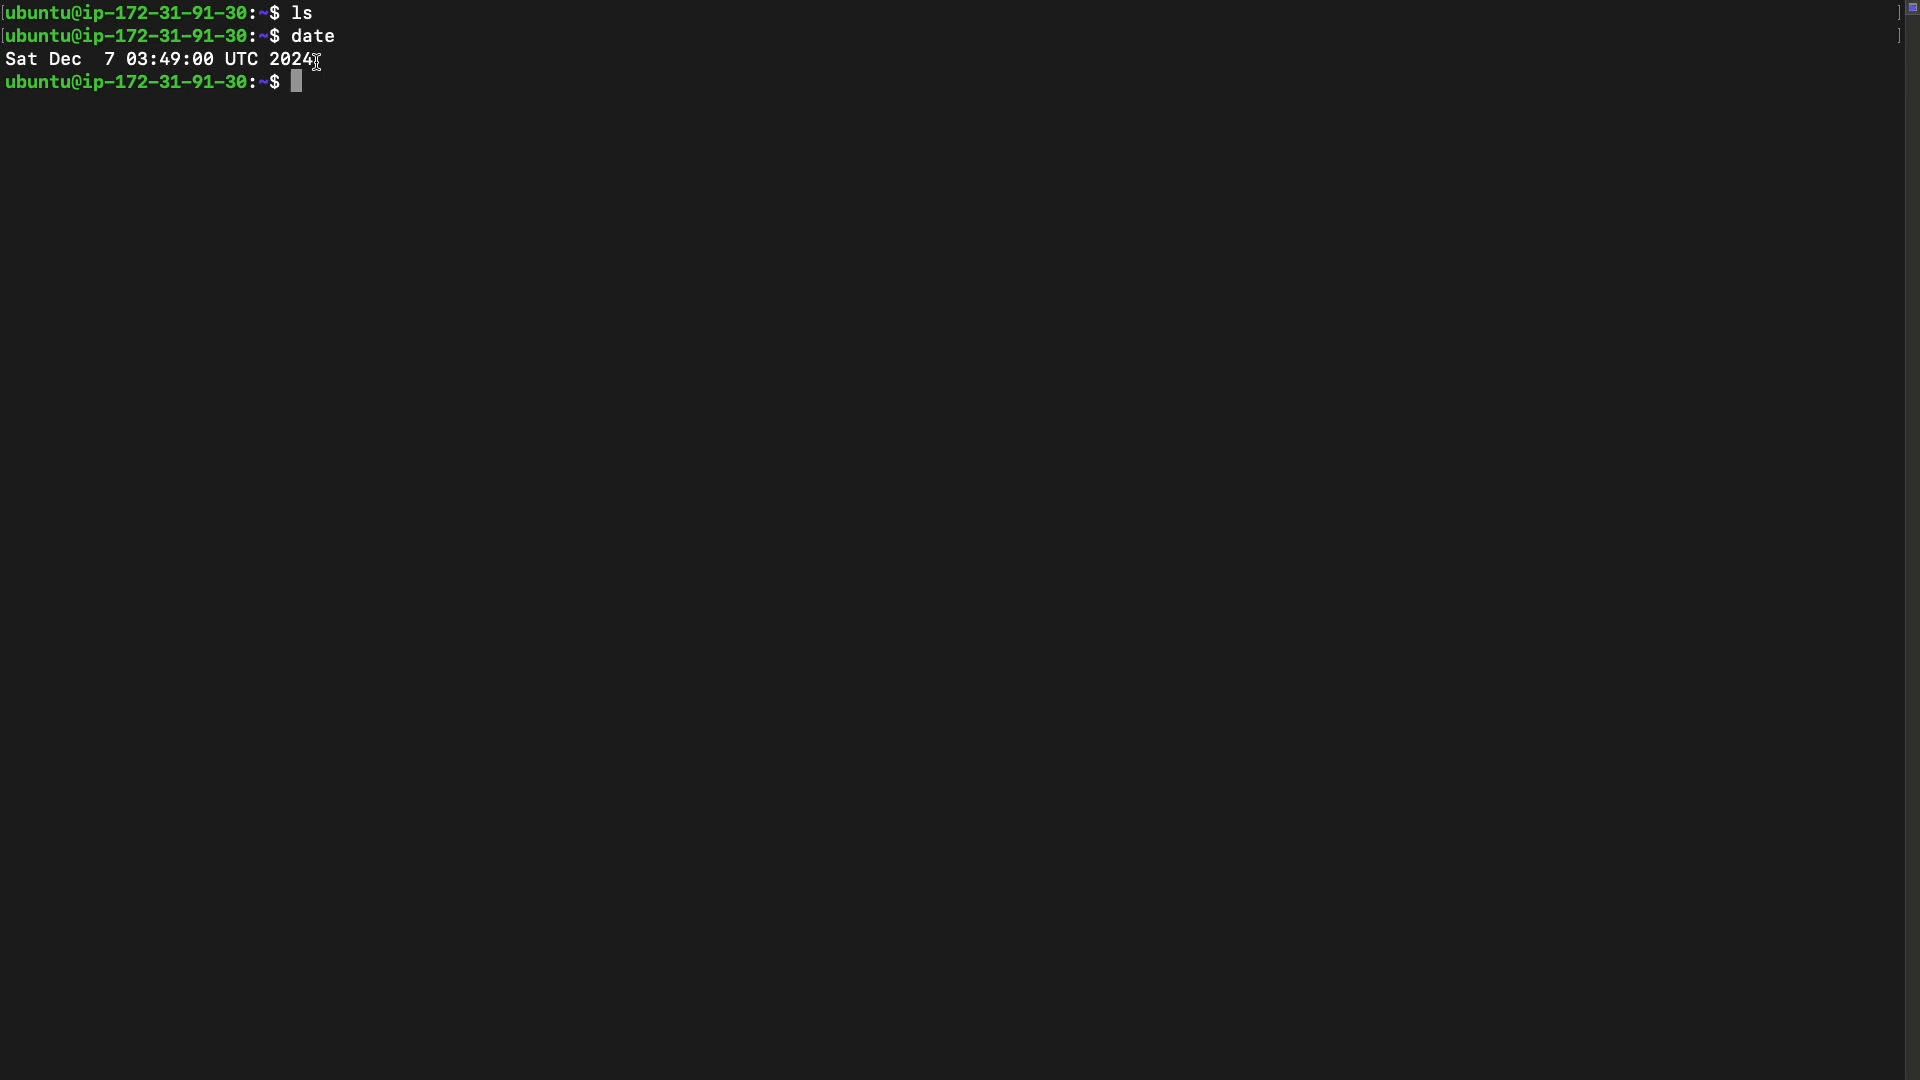 ubuntu@ip-172-31-91-30:~$ ls
ubuntu@ip-172-31-91-30:~$ date
Sat Dec  7 03:49:00 UTC 2024
ubuntu@ip-172-31-91-30:~$